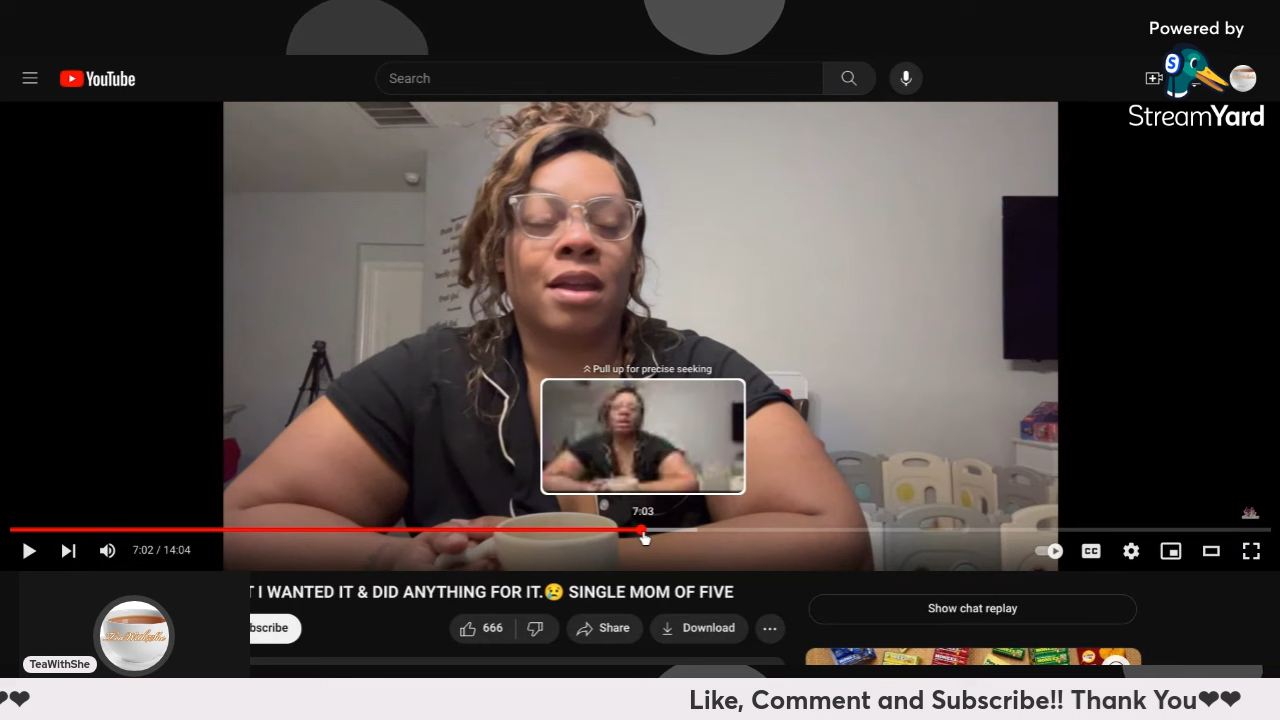 Powered by
StreamYard
YouTube
Search
Pull up for precise seeking
7:03
7:02 / 14:04
CC
T I WANTED IT & DID ANYTHING FOR IT.😢 SINGLE MOM OF FIVE
bscribe
666
Share
Download
Show chat replay
TeaWithShe
TeaWithShe
Like, Comment and Subscribe!! Thank You❤❤